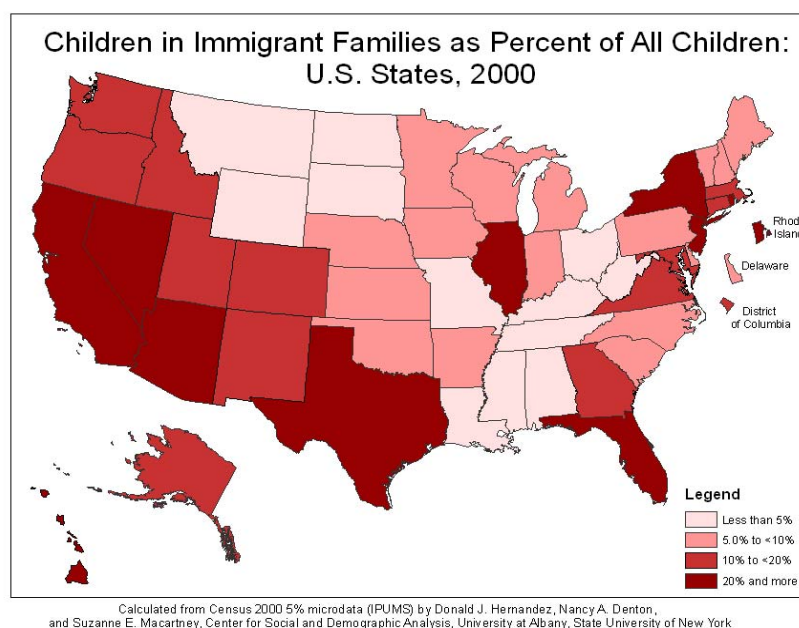 Children in Immigrant Families as Percent of All Children:
U.S. States, 2000
Rhode
Island
Delaware
District
of Columbia
Legend
Less than 5%
5.0% to <10%
10% to <20%
20% and more
Calculated from Census 2000 5% microdata (IPUMS) by Donald J. Hernandez, Nancy A. Denton,
and Suzanne E. Macartney, Center for Social and Demographic Analysis, University at Albany, State University of New York